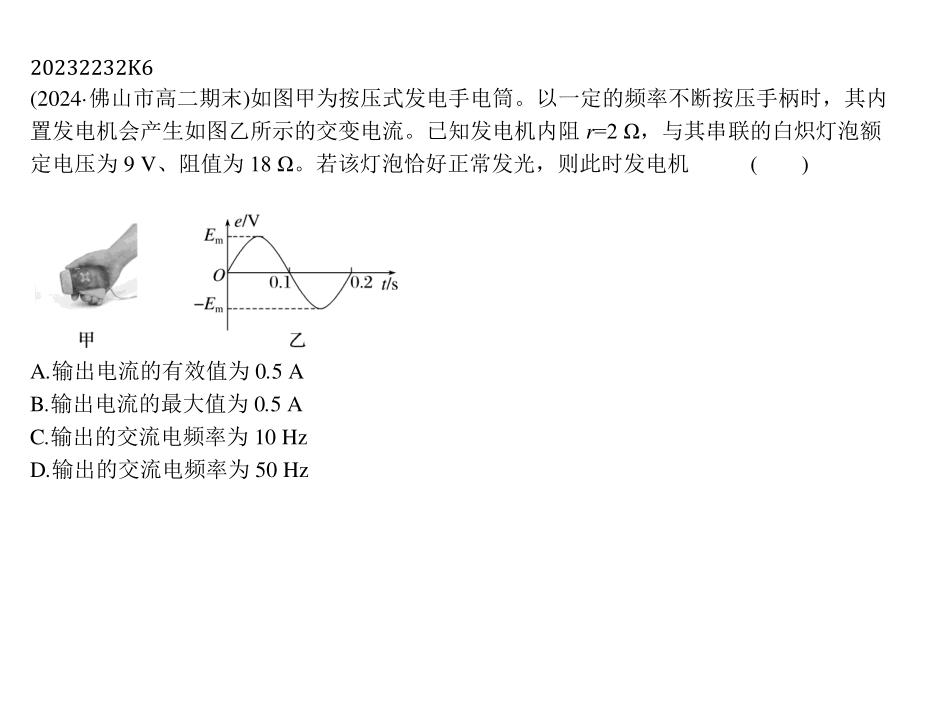 20232232K6
(2024·佛山市高二期末)如图甲为按压式发电手电筒。以一定的频率不断按压手柄时，其内
置发电机会产生如图乙所示的交变电流。已知发电机内阻 r=2 Ω，与其串联的白炽灯泡额
定电压为 9 V、阻值为 18 Ω。若该灯泡恰好正常发光，则此时发电机 (  )
e/V
Em
O
0.1
0.2
t/s
−Em
甲
乙
A.输出电流的有效值为 0.5 A
B.输出电流的最大值为 0.5 A
C.输出的交流电频率为 10 Hz
D.输出的交流电频率为 50 Hz